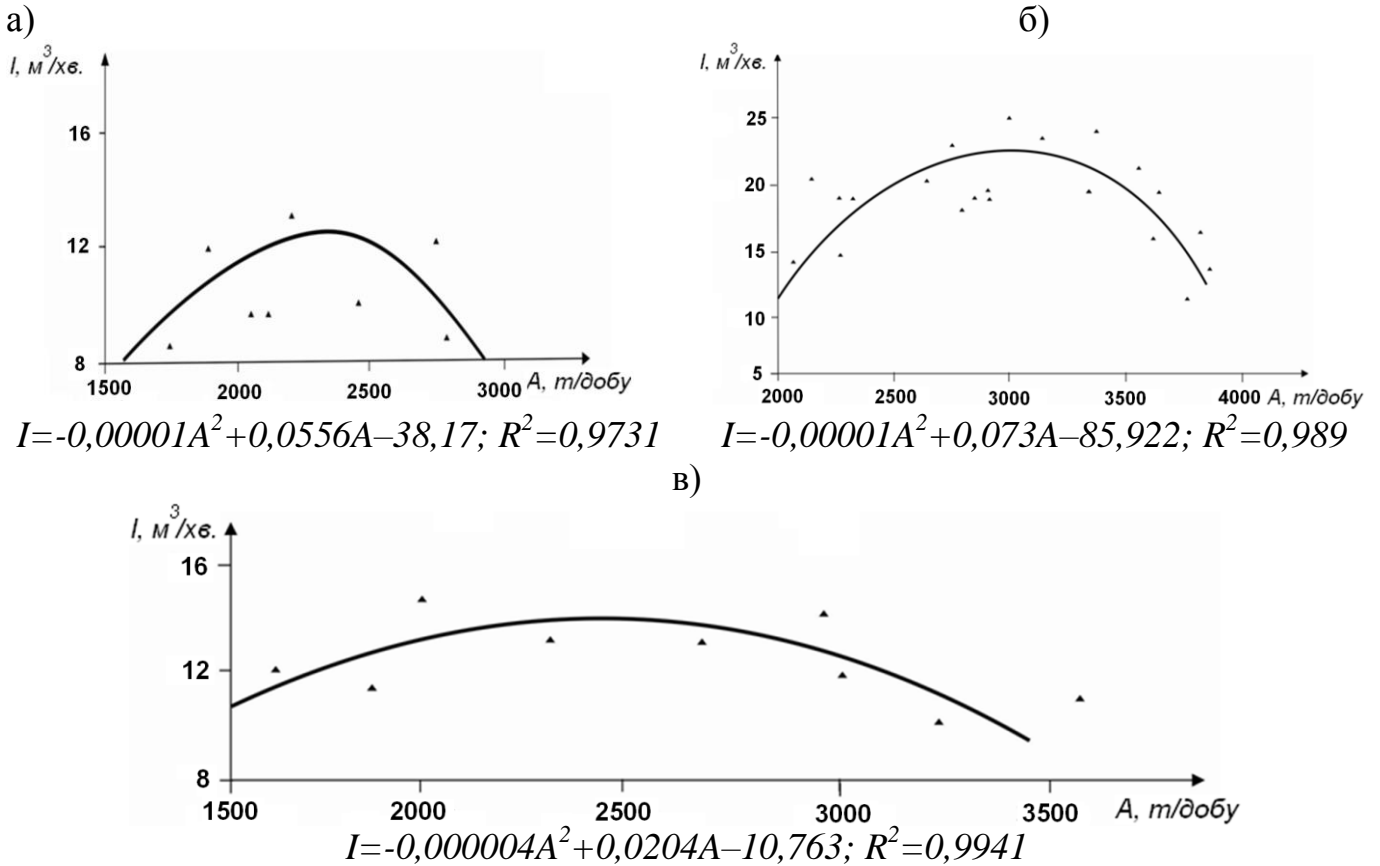 а)
б)
I, м³/хв.
16
12
8
1500 2000 2500 3000 А, т/добу
I=-0,00001A²+0,0556A–38,17; R²=0,9731
I, м³/хв.
25
20
15
10
5
2000 2500 3000 3500 4000 А, т/добу
I=-0,00001A²+0,073A–85,922; R²=0,989
в)
I, м³/хв.
16
12
8
1500 2000 2500 3000 3500 А, т/добу
I=-0,000004A²+0,0204A–10,763; R²=0,9941